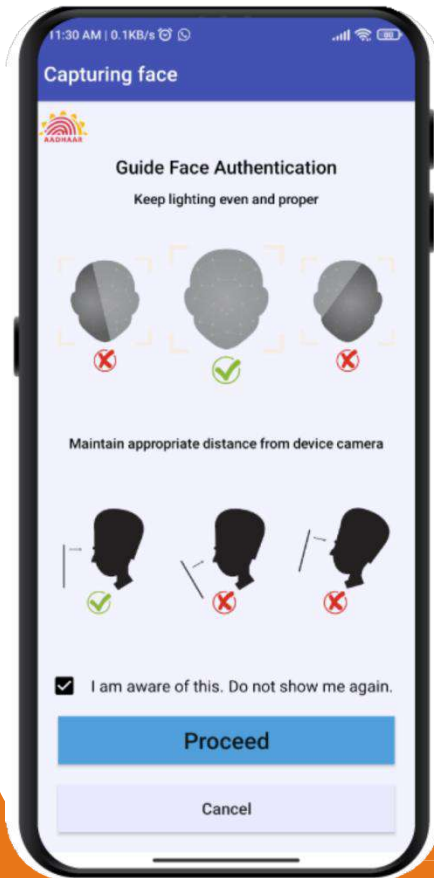 11:30 AM | 0.1KB/s
Capturing face
AADHAAR
Guide Face Authentication
Keep lighting even and proper
Maintain appropriate distance from device camera
I am aware of this. Do not show me again.
Proceed
Cancel